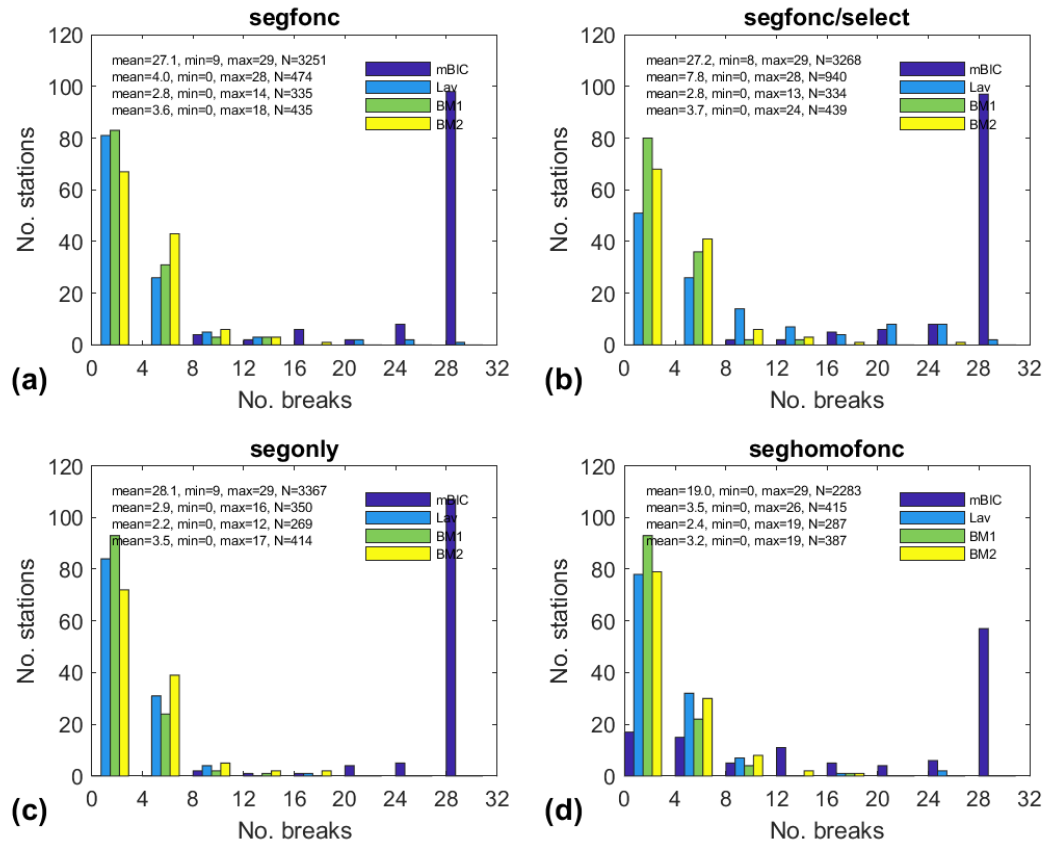 segfonc
mean=27.1, min=9, max=29, N=3251
mean=4.0, min=0, max=28, N=474
mean=2.8, min=0, max=14, N=335
mean=3.6, min=0, max=18, N=435
mBIC
Lav
BM1
BM2
No. stations
120
100
80
60
40
20
0
0 4 8 12 16 20 24 28 32
No. breaks
(a)
segfonc/select
mean=27.2, min=8, max=29, N=3268
mean=7.8, min=0, max=28, N=940
mean=2.8, min=0, max=13, N=334
mean=3.7, min=0, max=24, N=439
mBIC
Lav
BM1
BM2
No. stations
120
100
80
60
40
20
0
0 4 8 12 16 20 24 28 32
No. breaks
(b)
segonly
mean=28.1, min=9, max=29, N=3367
mean=2.9, min=0, max=16, N=350
mean=2.2, min=0, max=12, N=269
mean=3.5, min=0, max=17, N=414
mBIC
Lav
BM1
BM2
No. stations
120
100
80
60
40
20
0
0 4 8 12 16 20 24 28 32
No. breaks
(c)
seghomofonc
mean=19.0, min=0, max=29, N=2283
mean=3.5, min=0, max=26, N=415
mean=2.4, min=0, max=19, N=287
mean=3.2, min=0, max=19, N=387
mBIC
Lav
BM1
BM2
No. stations
120
100
80
60
40
20
0
0 4 8 12 16 20 24 28 32
No. breaks
(d)